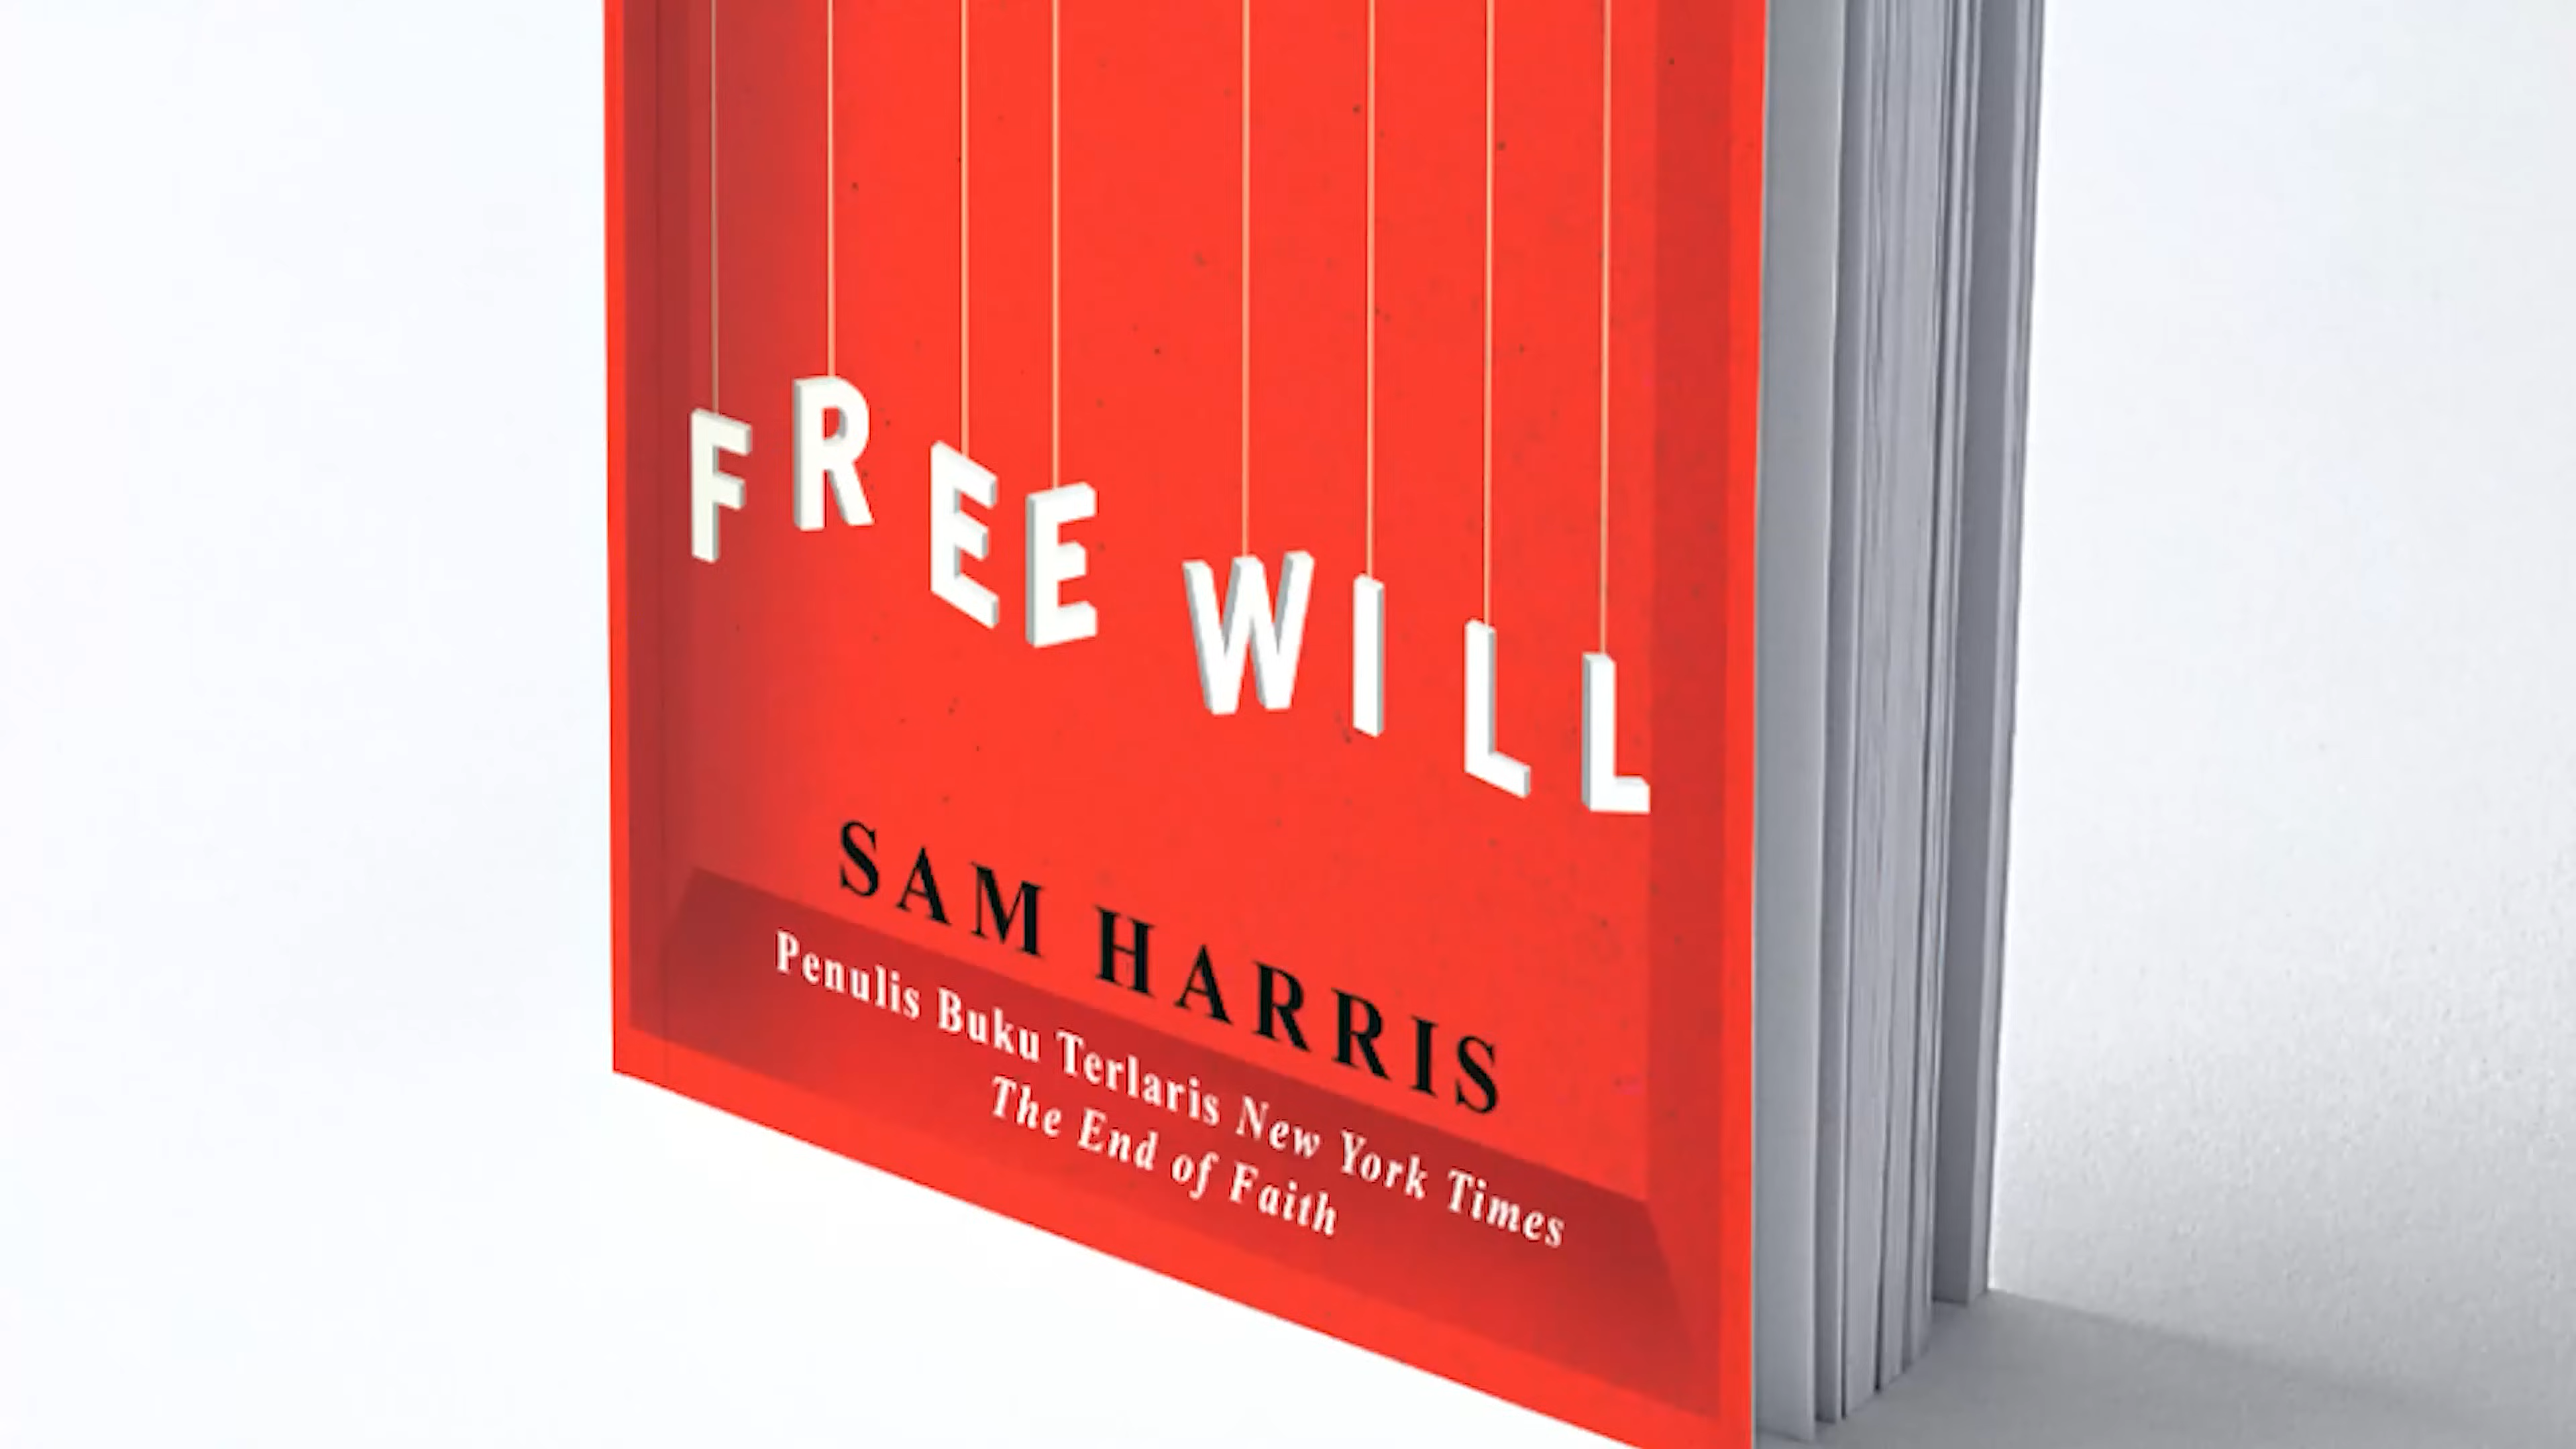 FREE WILL
SAM HARRIS
Penulis Buku Terlaris New York Times
The End of Faith